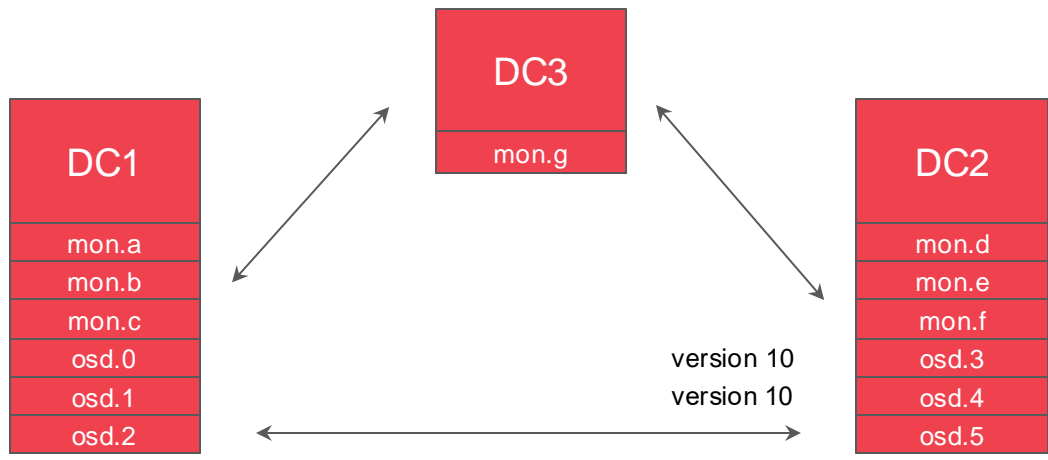 DC3
mon.g
DC1
mon.a
mon.b
mon.c
osd.0
osd.1
osd.2
version 10
version 10
DC2
mon.d
mon.e
mon.f
osd.3
osd.4
osd.5